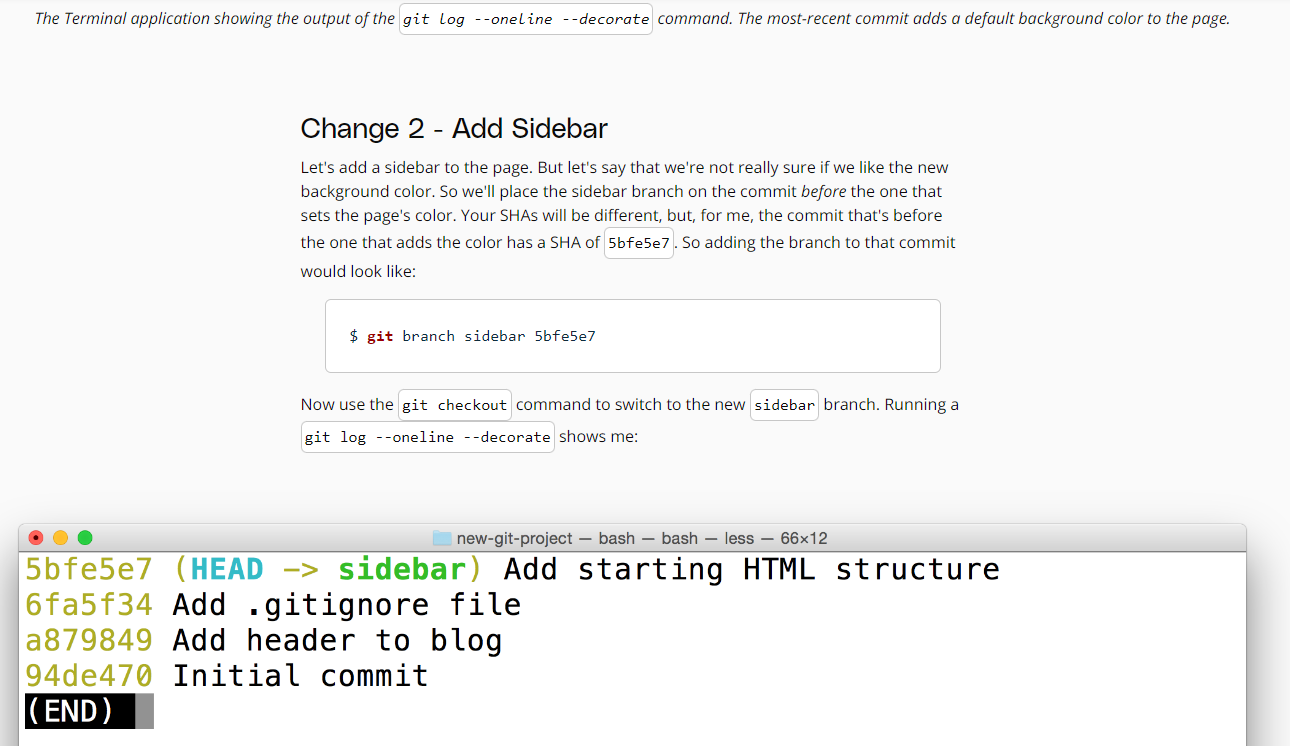 The Terminal application showing the output of the git log --oneline --decorate command. The most-recent commit adds a default background color to the page.
Change 2 - Add Sidebar
Let's add a sidebar to the page. But let's say that we're not really sure if we like the new
background color. So we'll place the sidebar branch on the commit before the one that
sets the page's color. Your SHAs will be different, but, for me, the commit that's before
the one that adds the color has a SHA of 5bfe5e7. So adding the branch to that commit
would look like:
$ git branch sidebar 5bfe5e7
Now use the git checkout command to switch to the new sidebar branch. Running a
git log --oneline --decorate shows me:
new-git-project — bash — bash — less — 66×12
5bfe5e7 (HEAD -> sidebar) Add starting HTML structure
6fa5f34 Add .gitignore file
a879849 Add header to blog
94de470 Initial commit
(END)